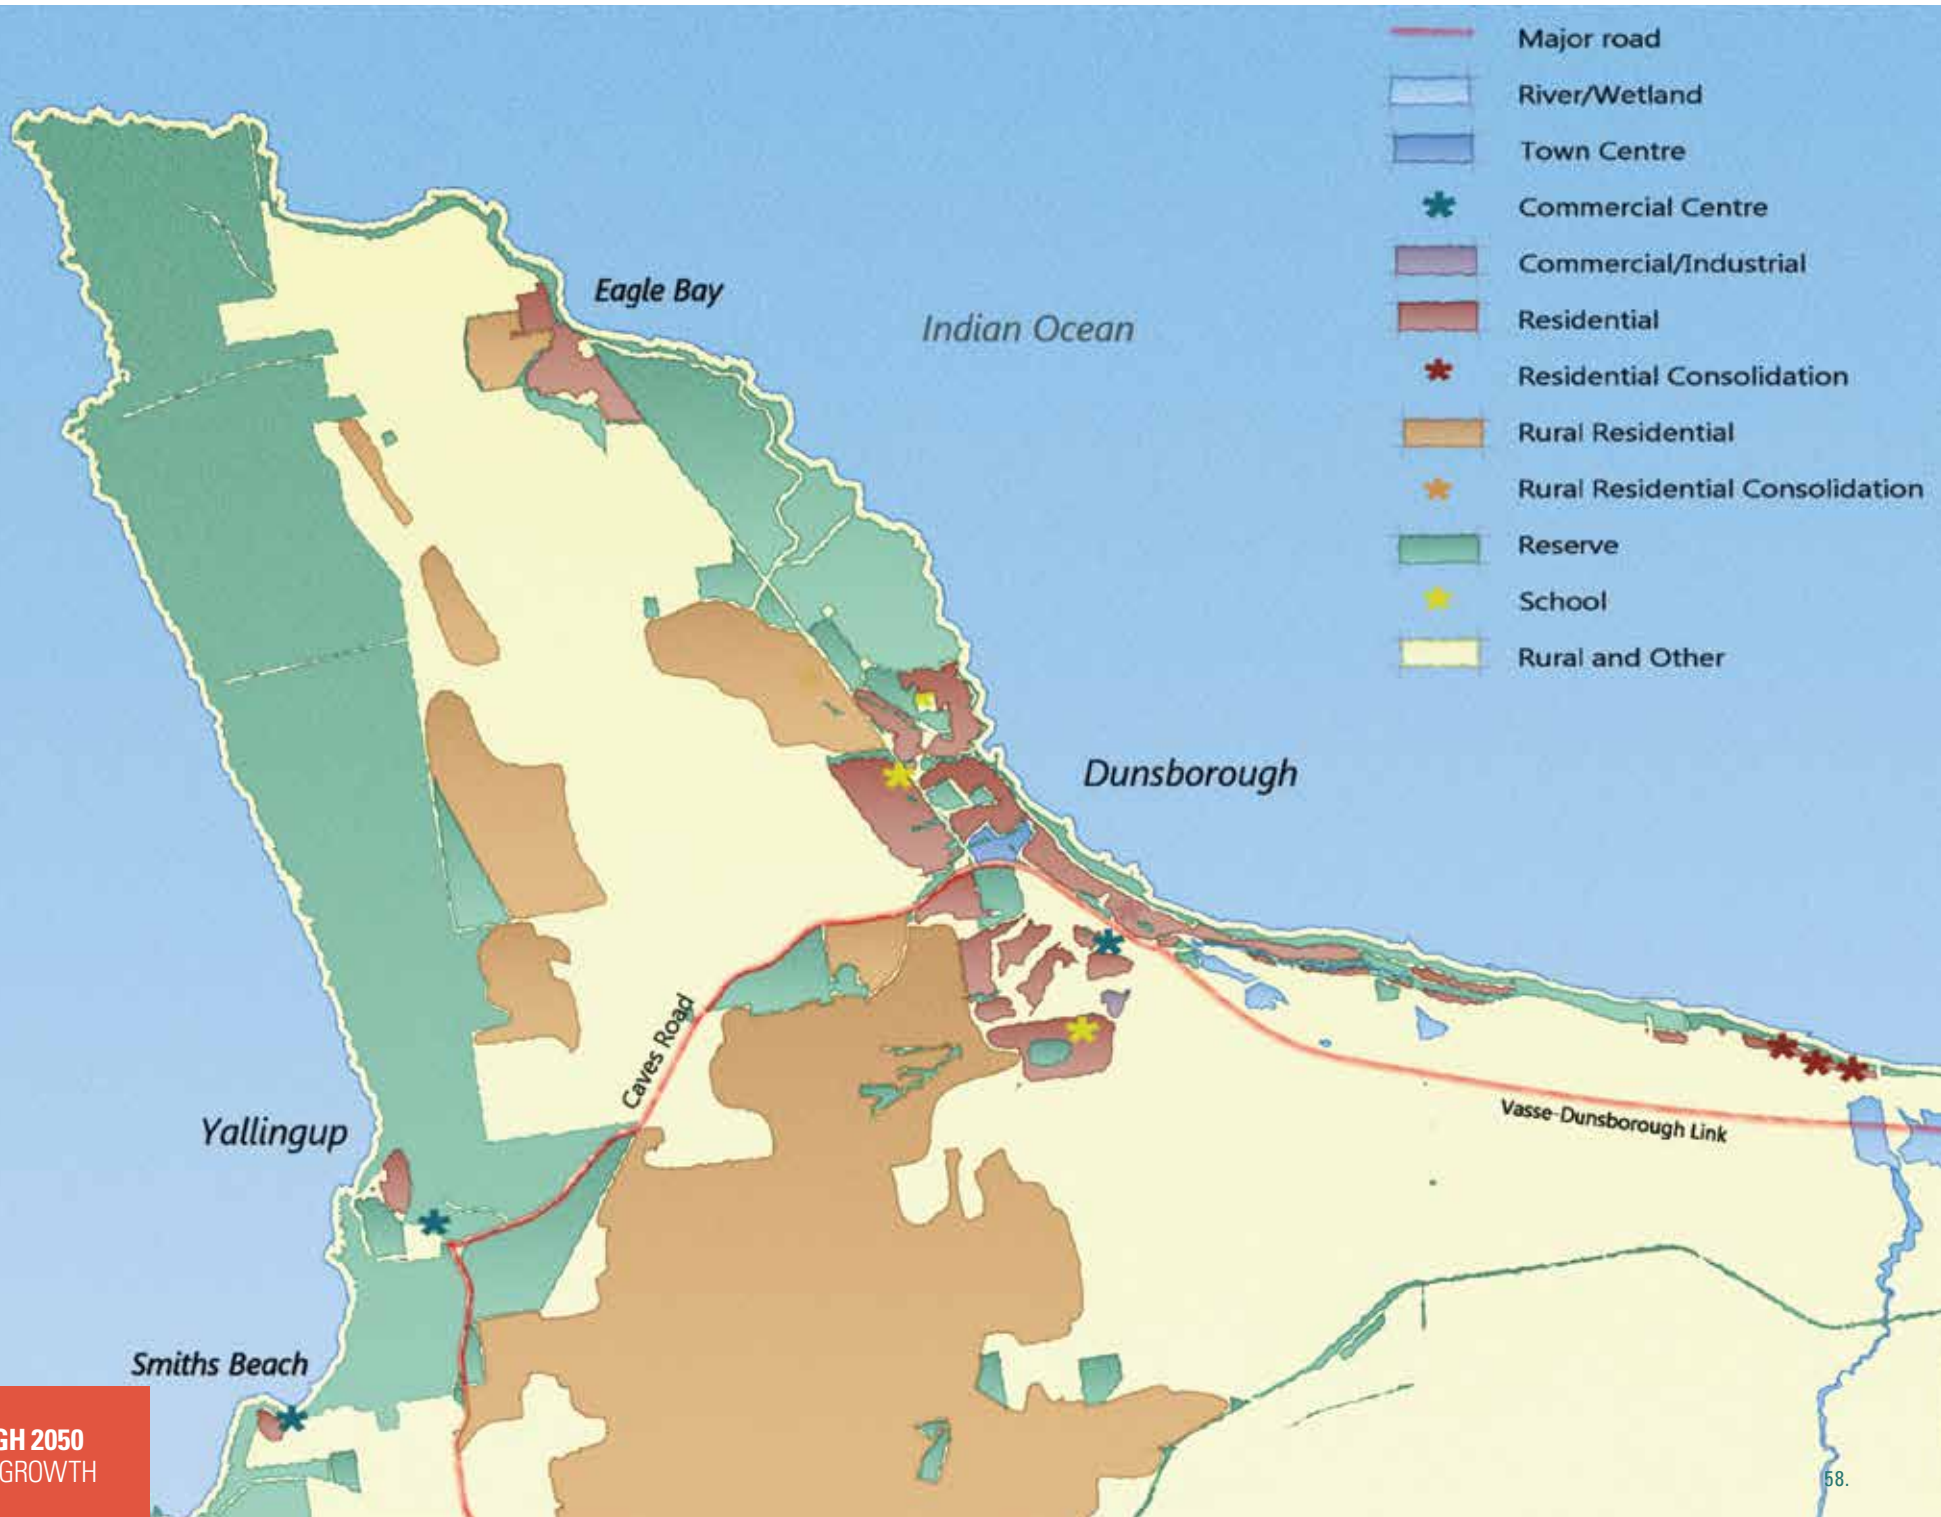 Major road
River/Wetland
Town Centre
Commercial Centre
Commercial/Industrial
Residential
Residential Consolidation
Rural Residential
Rural Residential Consolidation
Reserve
School
Rural and Other
Eagle Bay
Indian Ocean
Dunsborough
Caves Road
Vasse-Dunsborough Link
Yallingup
Smiths Beach
GH 2050
GROWTH
58.